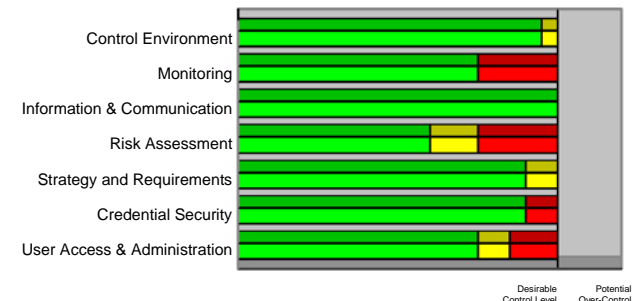 Control Environment
Monitoring
Information & Communication
Risk Assessment
Strategy and Requirements
Credential Security
User Access & Administration
Desirable Potential
Control Level Over-Control